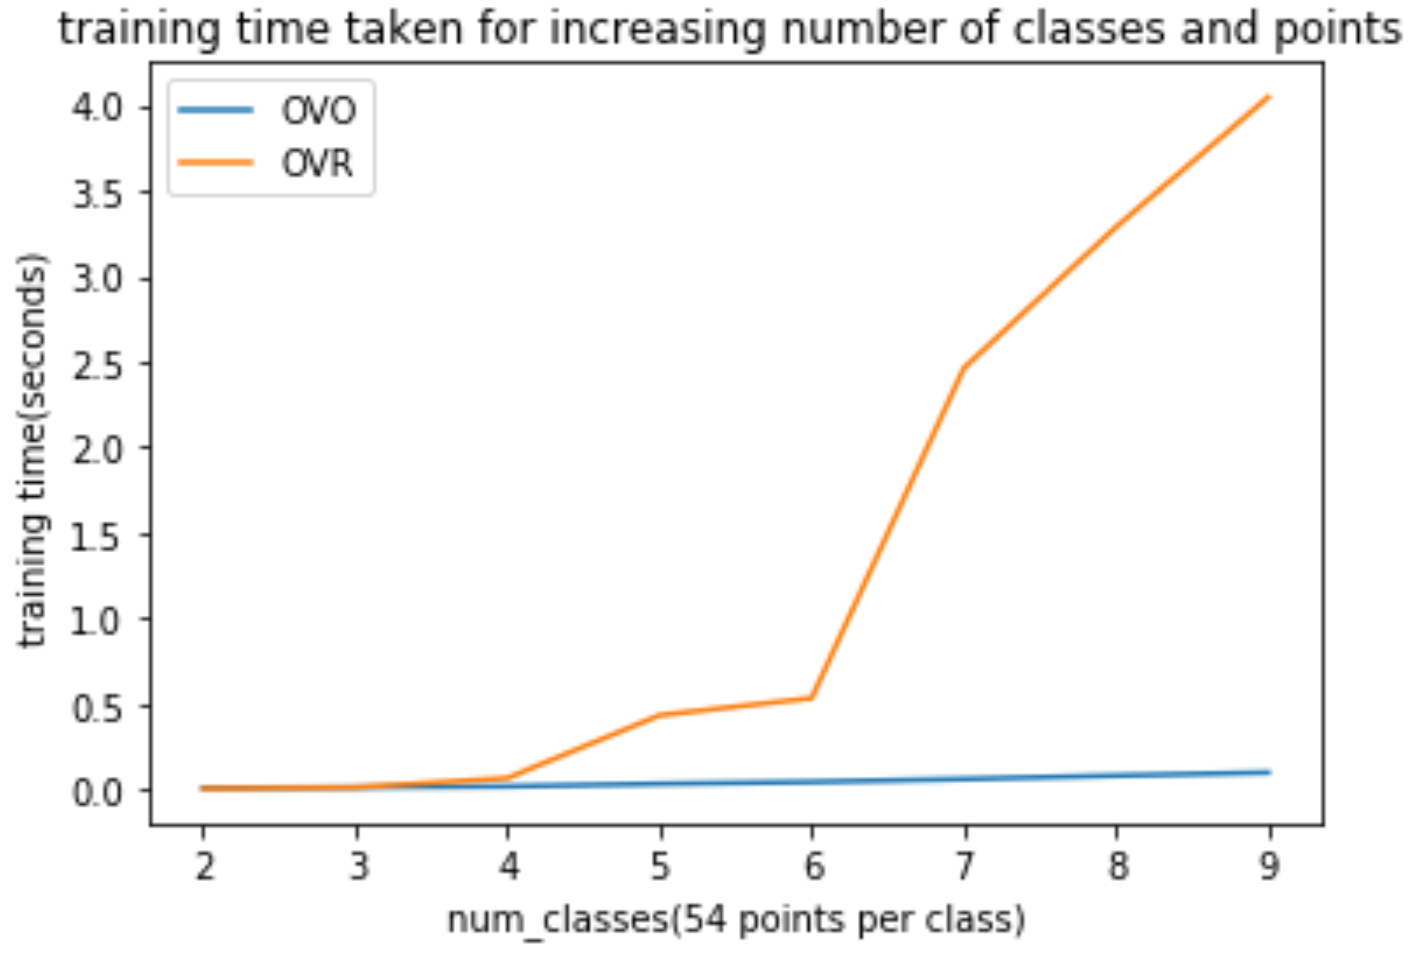 training time taken for increasing number of classes and points
OVO
OVR
4.0
3.5
3.0
2.5
2.0
1.5
1.0
0.5
0.0
training time(seconds)
2 3 4 5 6 7 8 9
num_classes(54 points per class)